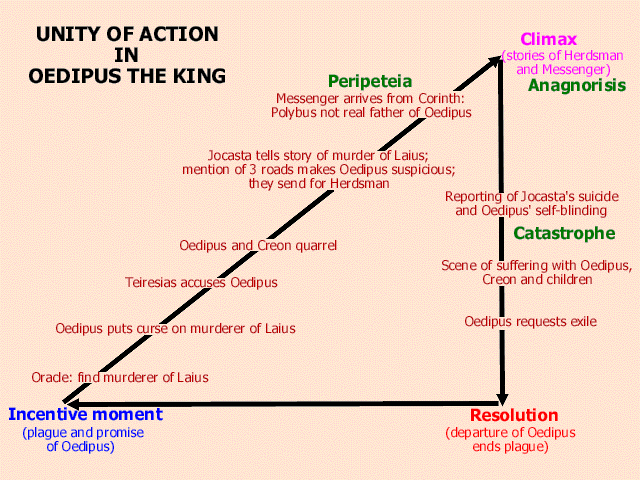 UNITY OF ACTION
IN
OEDIPUS THE KING
Climax
(stories of Herdsman
and Messenger)
Anagnorisis
Peripeteia
Messenger arrives from Corinth:
Polybus not real father of Oedipus
Jocasta tells story of murder of Laius;
mention of 3 roads makes Oedipus suspicious;
they send for Herdsman
Reporting of Jocasta's suicide
and Oedipus' self-blinding
Catastrophe
Oedipus and Creon quarrel
Scene of suffering with Oedipus,
Creon and children
Teiresias accuses Oedipus
Oedipus requests exile
Oedipus puts curse on murderer of Laius
Oracle: find murderer of Laius
Incentive moment
(plague and promise
of Oedipus)
Resolution
(departure of Oedipus
ends plague)